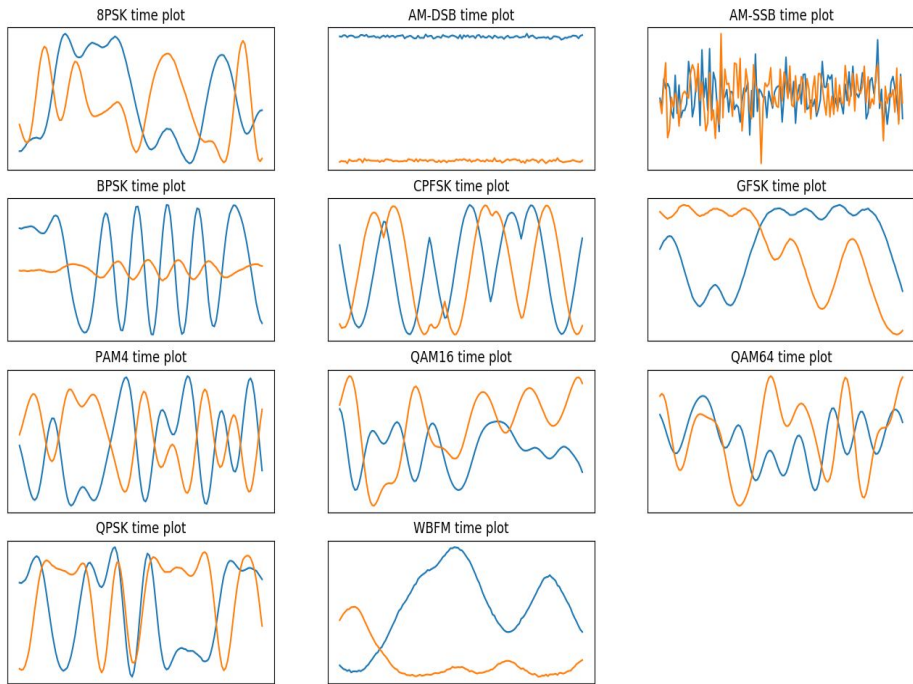 8PSK time plot
AM-DSB time plot
AM-SSB time plot
BPSK time plot
CPFSK time plot
GFSK time plot
PAM4 time plot
QAM16 time plot
QAM64 time plot
QPSK time plot
WBFM time plot